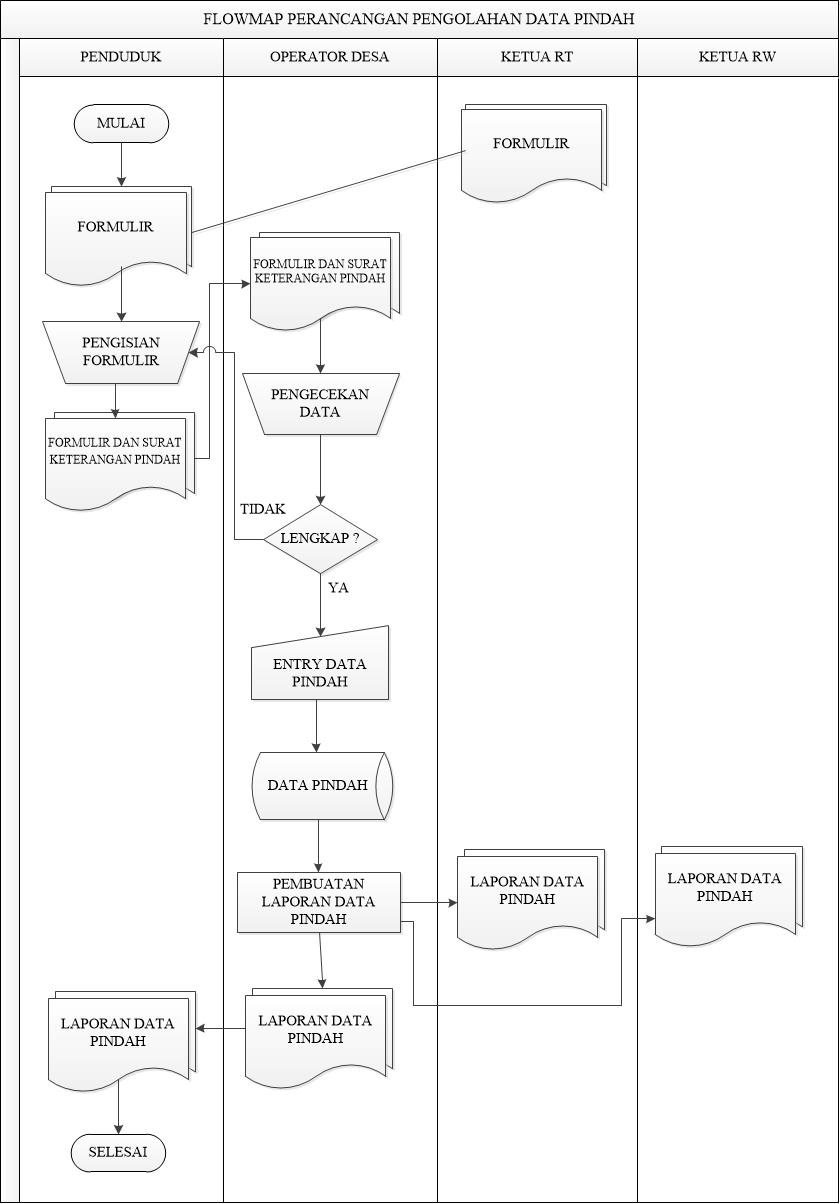 FLOWMAP PERANCANGAN PENGOLAHAN DATA PINDAH
PENDUDUK
OPERATOR DESA
KETUA RT
KETUA RW
MULAI
FORMULIR
FORMULIR
FORMULIR DAN SURAT
KETERANGAN PINDAH
PENGISIAN
FORMULIR
PENGECEKAN
DATA
FORMULIR DAN SURAT
KETERANGAN PINDAH
TIDAK
LENGKAP ?
YA
ENTRY DATA
PINDAH
DATA PINDAH
PEMBUATAN
LAPORAN DATA
PINDAH
LAPORAN DATA
PINDAH
LAPORAN DATA
PINDAH
LAPORAN DATA
PINDAH
LAPORAN DATA
PINDAH
SELESAI